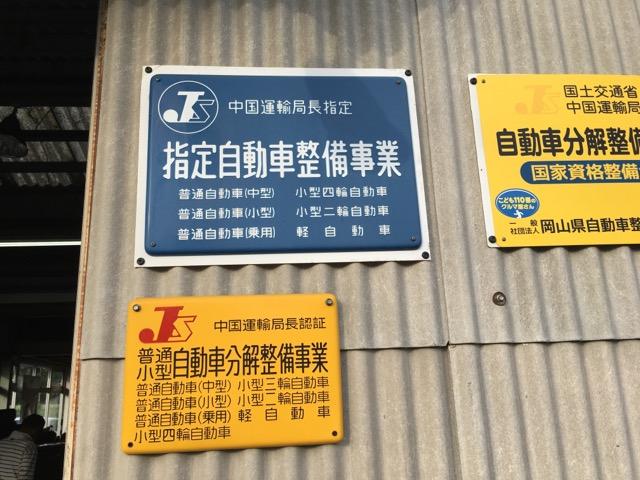 JS 中国運輸局長指定
指定自動車整備事業
普通自動車(中型) 小型四輪自動車
普通自動車(小型) 小型二輪自動車
普通自動車(乗用) 軽自動車
JS 中国運輸局長認証
普通
小型 自動車分解整備事業
普通自動車(中型) 小型三輪自動車
普通自動車(小型) 小型二輪自動車
普通自動車(乗用) 軽自動車
小型四輪自動車
JS 国土交通省
中国運輸局
自動車分解整備
国家資格整備
こども110番の
クルマ屋さん
一般
社団法人 岡山県自動車整